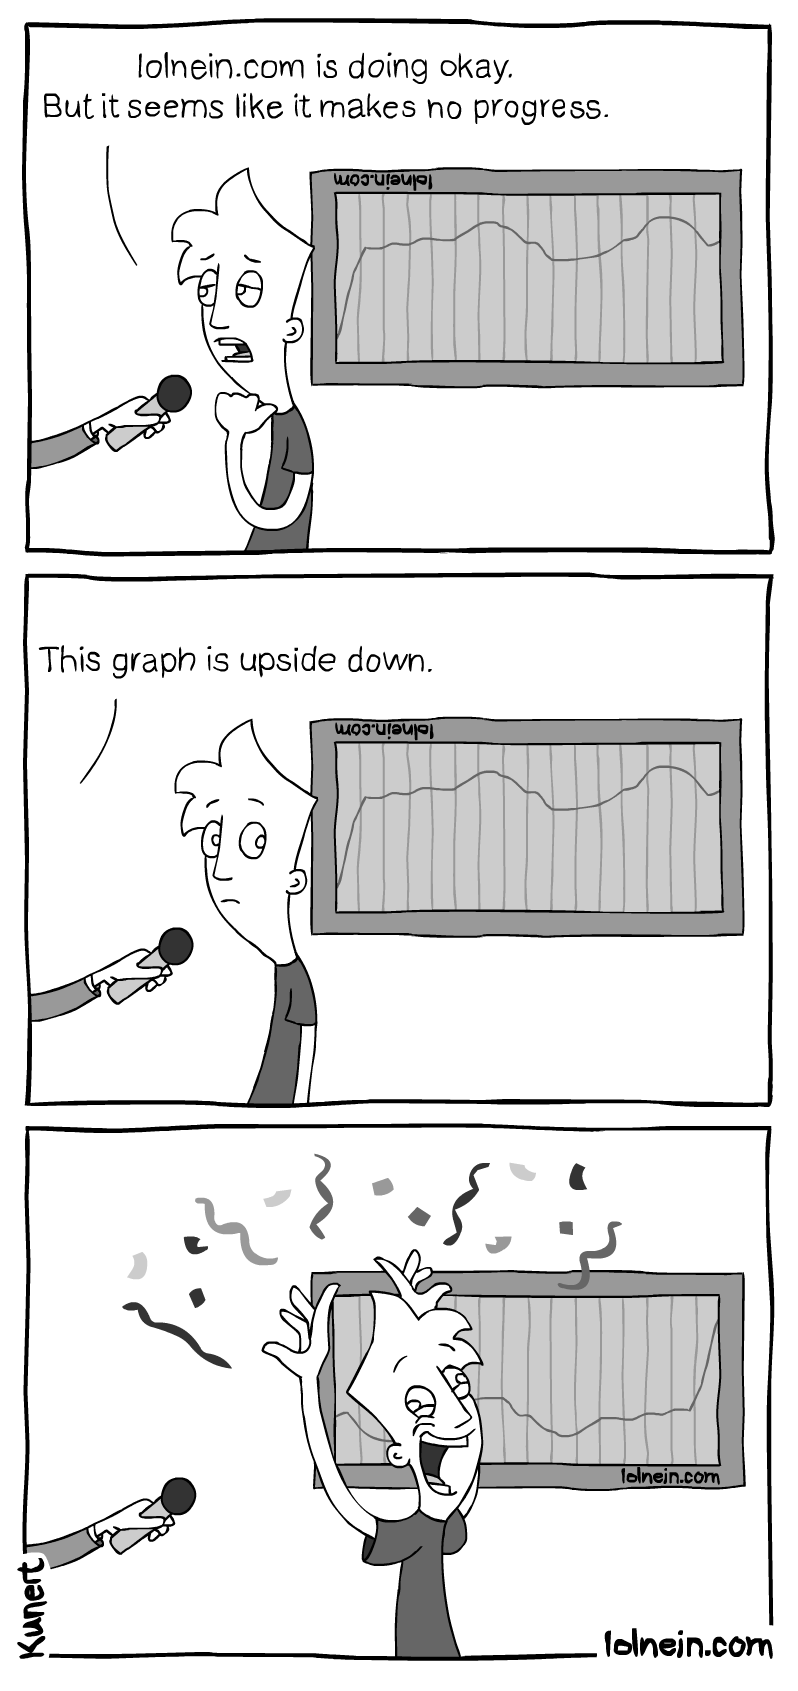 lolnein.com is doing okay.
But it seems like it makes no progress.
lolnein.com
This graph is upside down.
lolnein.com
lolnein.com
Kunert
lolnein.com